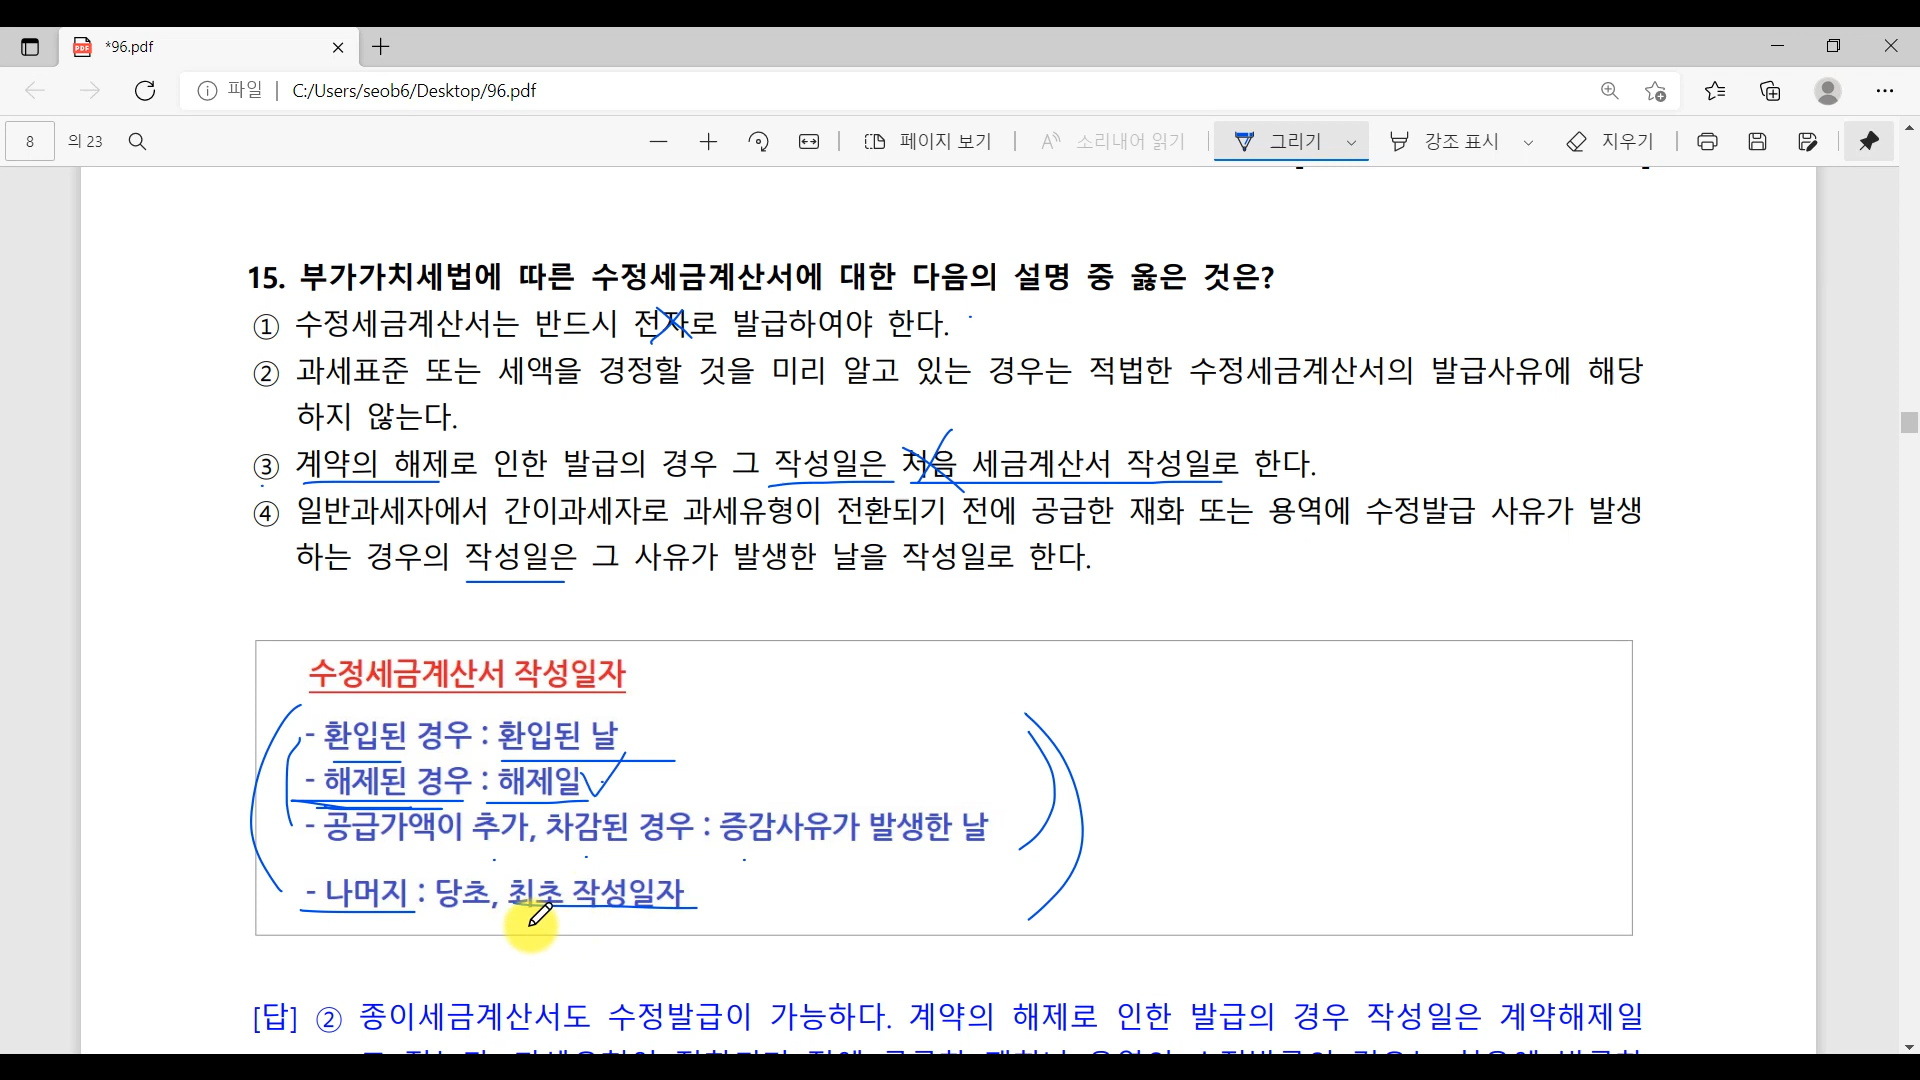 *96.pdf
파일 C:/Users/seob6/Desktop/96.pdf
8 의 23 페이지 보기 소리내어 읽기 그리기 강조 표시 지우기
15. 부가가치세법에 따른 수정세금계산서에 대한 다음의 설명 중 옳은 것은?
① 수정세금계산서는 반드시 전자로 발급하여야 한다.
② 과세표준 또는 세액을 경정할 것을 미리 알고 있는 경우는 적법한 수정세금계산서의 발급사유에 해당
하지 않는다.
③ 계약의 해제로 인한 발급의 경우 그 작성일은 처음 세금계산서 작성일로 한다.
④ 일반과세자에서 간이과세자로 과세유형이 전환되기 전에 공급한 재화 또는 용역에 수정발급 사유가 발생
하는 경우의 작성일은 그 사유가 발생한 날을 작성일로 한다.
수정세금계산서 작성일자
- 환입된 경우 : 환입된 날
- 해제된 경우 : 해제일
- 공급가액이 추가, 차감된 경우 : 증감사유가 발생한 날
- 나머지 : 당초, 최초 작성일자
[답] ② 종이세금계산서도 수정발급이 가능하다. 계약의 해제로 인한 발급의 경우 작성일은 계약해제일